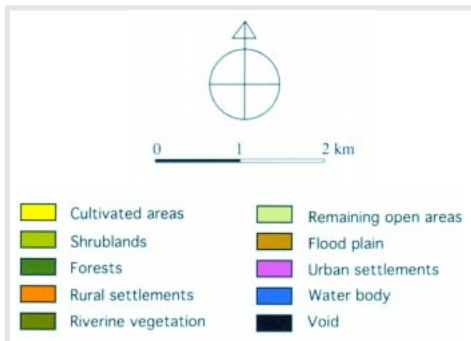 0 1 2 km
Cultivated areas
Shrublands
Forests
Rural settlements
Riverine vegetation
Remaining open areas
Flood plain
Urban settlements
Water body
Void